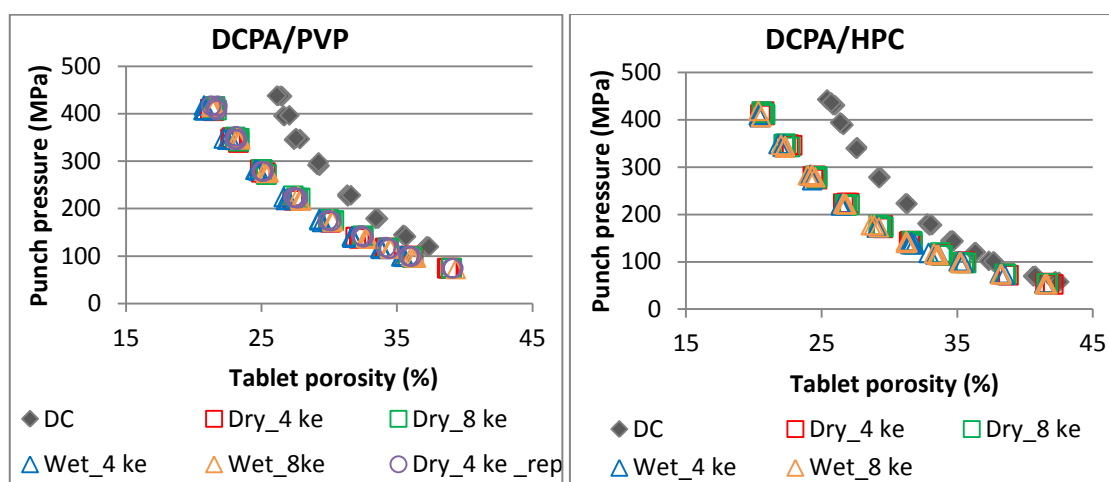 DCPA/PVP
Punch pressure (MPa)
500
400
300
200
100
0
15 25 35 45
Tablet porosity (%)
DC Dry_4 ke Dry_8 ke
Wet_4 ke Wet_8ke Dry_4 ke _rep
DCPA/HPC
Punch pressure (MPa)
500
400
300
200
100
0
15 25 35 45
Tablet porosity (%)
DC Dry_4 ke Dry_8 ke
Wet_4 ke Wet_8 ke